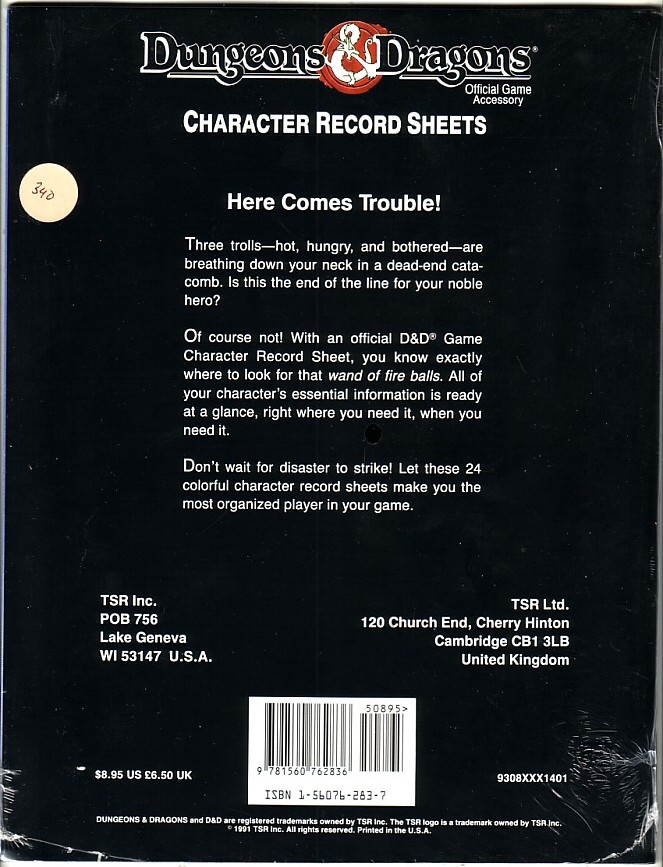 Dungeons & Dragons®
Official Game
Accessory
CHARACTER RECORD SHEETS
340
Here Comes Trouble!
Three trolls—hot, hungry, and bothered—are
breathing down your neck in a dead-end cata-
comb. Is this the end of the line for your noble
hero?
Of course not! With an official D&D® Game
Character Record Sheet, you know exactly
where to look for that wand of fire balls. All of
your character's essential information is ready
at a glance, right where you need it, when you
need it.
Don't wait for disaster to strike! Let these 24
colorful character record sheets make you the
most organized player in your game.
TSR Inc.
POB 756
Lake Geneva
WI 53147 U.S.A.
TSR Ltd.
120 Church End, Cherry Hinton
Cambridge CB1 3LB
United Kingdom
50895>
9 781560 762836
ISBN 1-56076-283-7
$8.95 US £6.50 UK
9308XXX1401
DUNGEONS & DRAGONS and D&D are registered trademarks owned by TSR Inc. The TSR logo is a trademark owned by TSR Inc.
© 1991 TSR Inc. All rights reserved. Printed in the U.S.A.